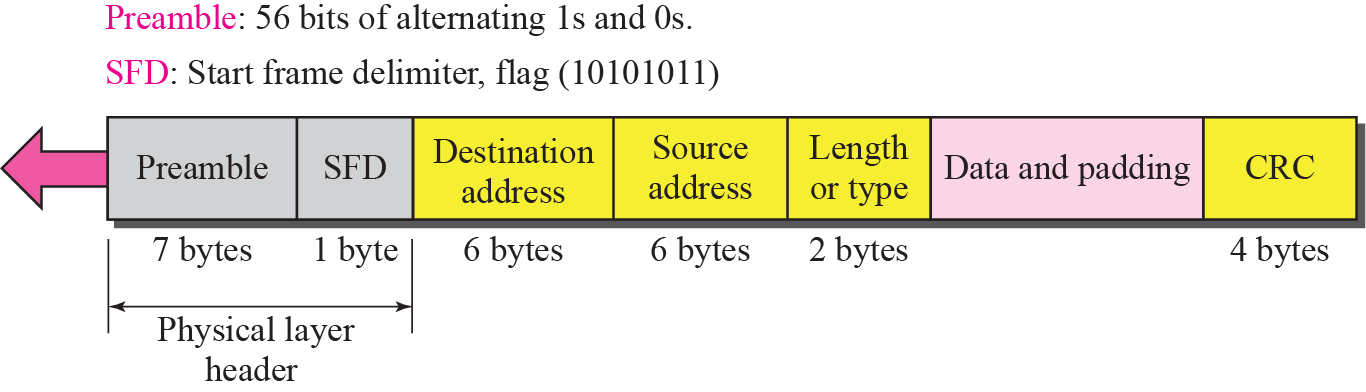 Preamble: 56 bits of alternating 1s and 0s.
SFD: Start frame delimiter, flag (10101011)
Preamble
SFD
Destination
address
Source
address
Length
or type
Data and padding
CRC
7 bytes
1 byte
6 bytes
6 bytes
2 bytes
4 bytes
Physical layer
header